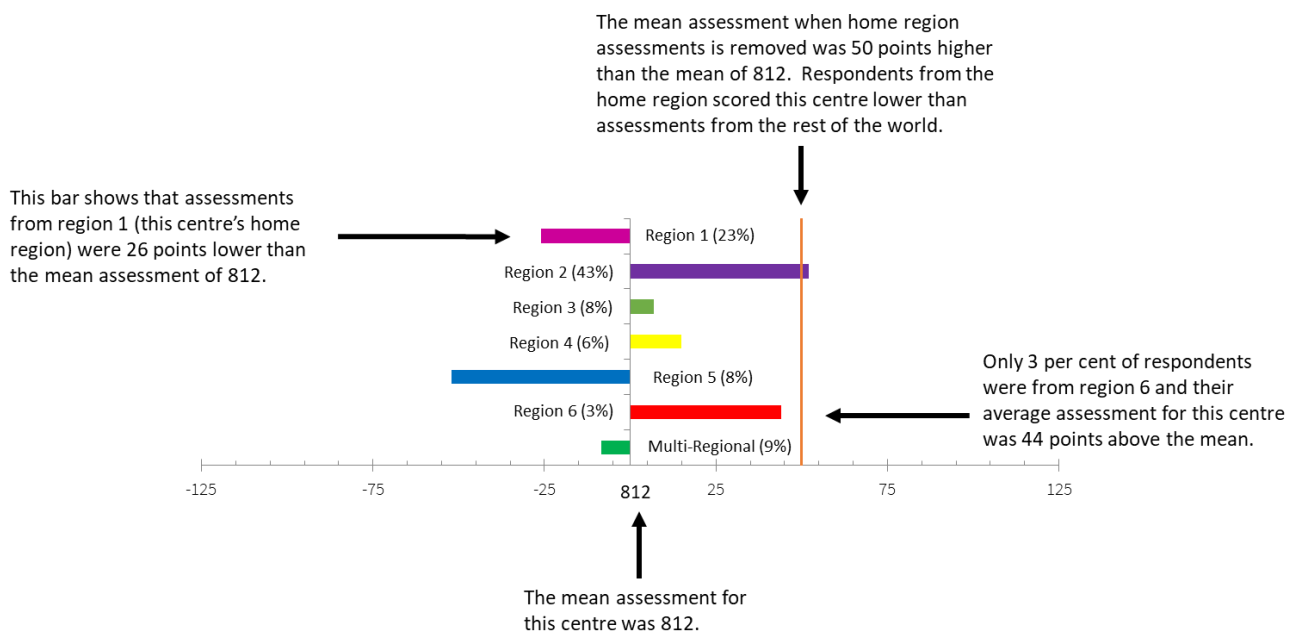 The mean assessment when home region
assessments is removed was 50 points higher
than the mean of 812.  Respondents from the
home region scored this centre lower than
assessments from the rest of the world.
This bar shows that assessments
from region 1 (this centre’s home
region) were 26 points lower than
the mean assessment of 812.
Region 1 (23%)
Region 2 (43%)
Region 3 (8%)
Region 4 (6%)
Region 5 (8%)
Region 6 (3%)
Multi-Regional (9%)
Only 3 per cent of respondents
were from region 6 and their
average assessment for this centre
was 44 points above the mean.
-125 -75 -25 812 25 75 125
The mean assessment for
this centre was 812.